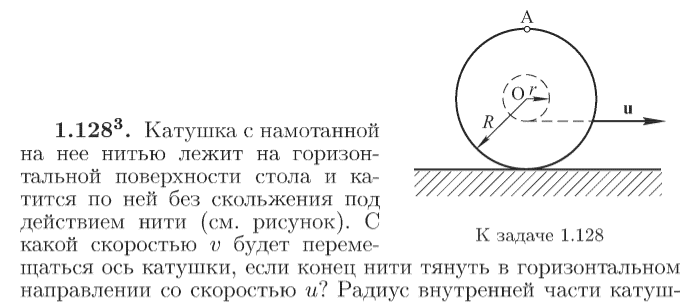 A
O r
R
u
1.128³. Катушка с намотанной
на нее нитью лежит на горизон-
тальной поверхности стола и ка-
тится по ней без скольжения под
действием нити (см. рисунок). С
какой скоростью v будет переме-
К задаче 1.128
щаться ось катушки, если конец нити тянуть в горизонтальном
направлении со скоростью u? Радиус внутренней части катуш-